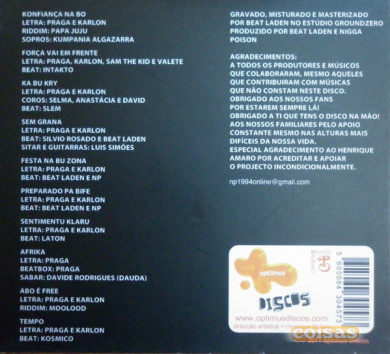 KONFIANÇA NA BO
LETRA: PRAGA E KARLON
RIDDIM: PAPA JUJU
SOPROS: KUMPANIA ALGAZARRA
FORÇA VAI EM FRENTE
LETRA: PRAGA, KARLON, SAM THE KID E VALETE
BEAT: INTAKTO
KA BU KRY
LETRA: PRAGA E KARLON
COROS: SELMA, ANASTÁCIA E DAVID
BEAT: SLEM
SEM GRANA
LETRA: PRAGA E KARLON
BEAT: SILVIO ROSADO E BEAT LADEN
SITAR E GUITARRAS: LUIS SIMÕES
FESTA NA BU ZONA
LETRA: PRAGA E KARLON
BEAT: BEAT LADEN E NP
PREPARADO PA BIFE
LETRA: PRAGA E KARLON
BEAT: BEAT LADEN E NP
SENTIMENTU KLARU
LETRA: PRAGA E KARLON
BEAT: LATON
AFRIKA
LETRA: PRAGA
BEATBOX: PRAGA
SABAR: DAVIDE RODRIGUES (DAUDA)
ABO É FREE
LETRA: PRAGA E KARLON
RIDDIM: MOOLOOD
TEMPO
LETRA: PRAGA E KARLON
BEAT: KOSMICO
GRAVADO, MISTURADO E MASTERIZADO
POR BEAT LADEN NO ESTÚDIO GROUNDZERO
PRODUZIDO POR BEAT LADEN E NIGGA
POISON
AGRADECIMENTOS:
A TODOS OS PRODUTORES E MÚSICOS
QUE COLABORARAM, MESMO AQUELES
QUE CONTRIBUIRAM COM MÚSICAS
QUE NÃO CONSTAM NESTE DISCO.
OBRIGADO AOS NOSSOS FANS
POR ESTAREM SEMPRE LÁ!
OBRIGADO A TI QUE TENS O DISCO NA MÃO!
AOS NOSSOS FAMILIARES PELO APOIO
CONSTANTE MESMO NAS ALTURAS MAIS
DIFÍCEIS DA NOSSA VIDA.
ESPECIAL AGRADECIMENTO AO HENRIQUE
AMARO POR ACREDITAR E APOIAR
O PROJECTO INCONDICIONALMENTE.
np1994online@gmail.com
optimus
DISCOS
www.optimusdiscos.com
direcção artística
5 605064 304573
coisas